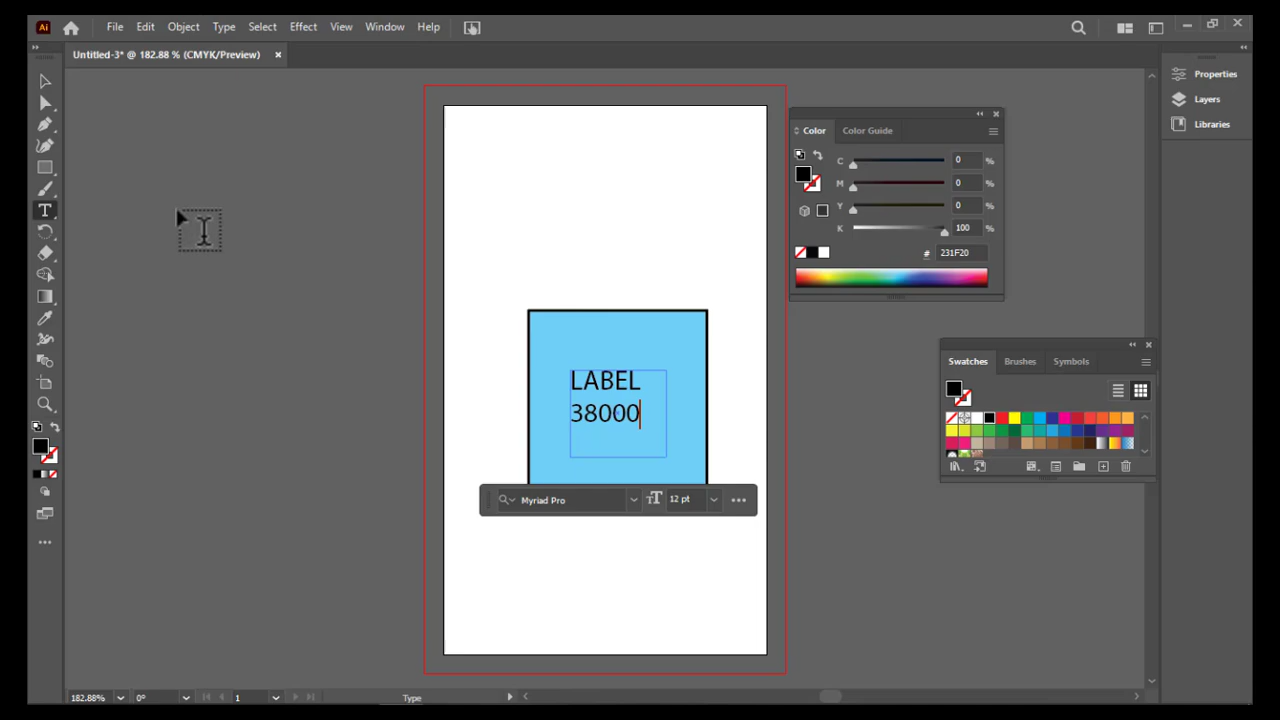 Ai File Edit Object Type Select Effect View Window Help
Untitled-3* @ 182.88 % (CMYK/Preview)
Properties
Layers
Libraries
Color Color Guide
C 0 %
M 0 %
Y 0 %
K 100 %
# 231F20
LABEL
38000
Swatches Brushes Symbols
Myriad Pro 12 pt
182.88% 0° 1 Type